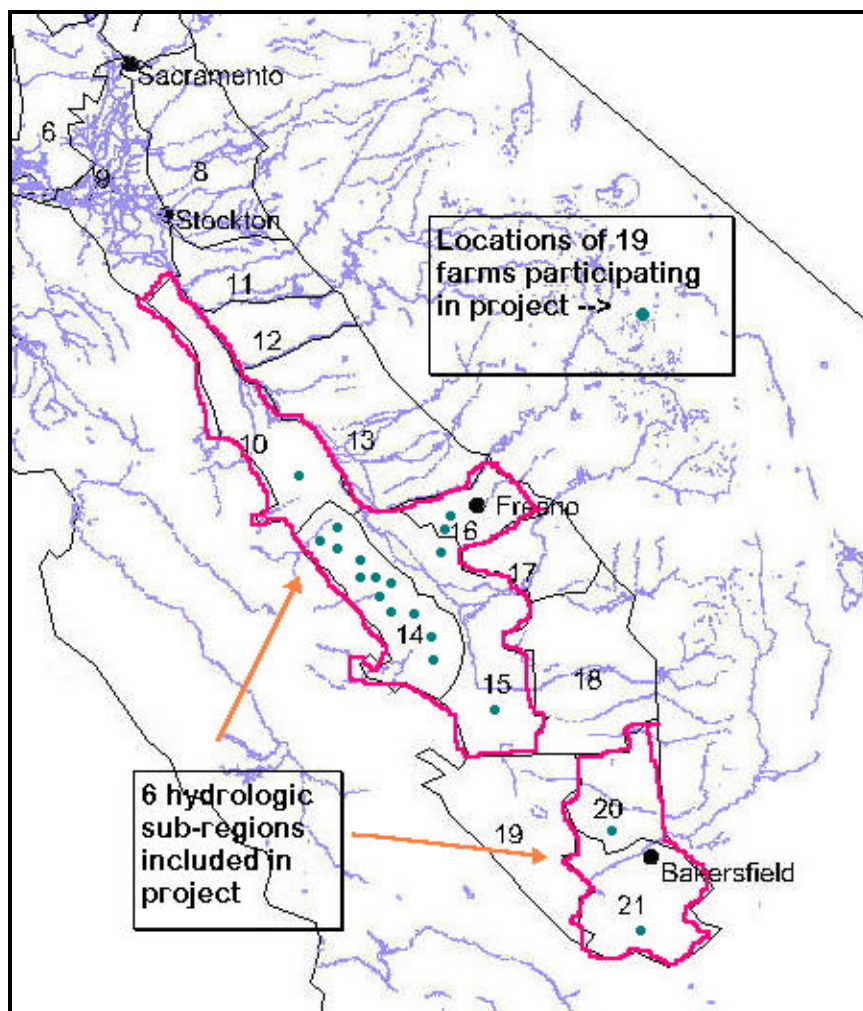 Sacramento
6
8
9
Stockton
Locations of 19
farms participating
in project -->
11
12
10
13
Fresno
16
17
14
15
18
6 hydrologic
sub-regions
included in
project
20
19
Bakersfield
21